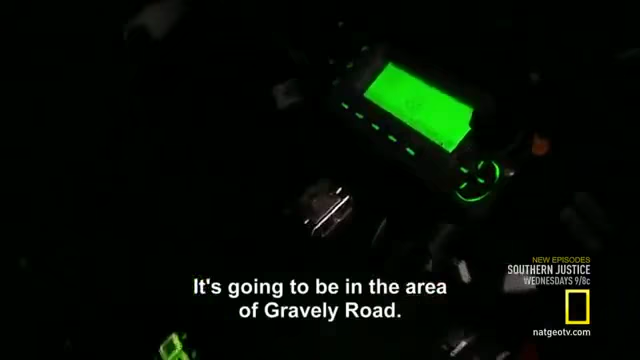 NEW EPISODES
SOUTHERN JUSTICE
WEDNESDAYS 9/8c
natgeotv.com
It's going to be in the area
of Gravely Road.